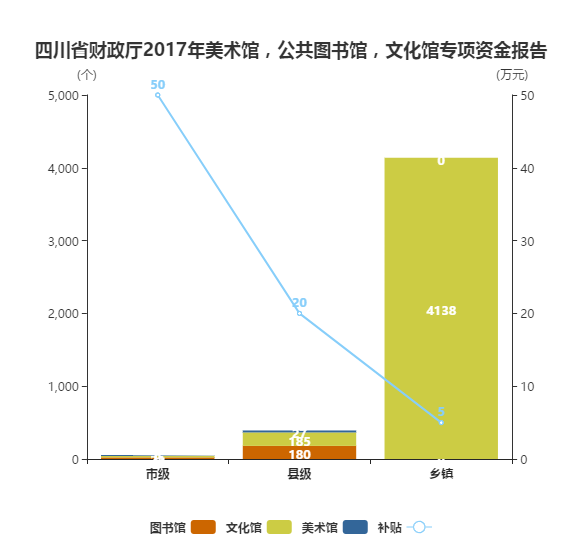 四川省财政厅2017年美术馆，公共图书馆，文化馆专项资金报告
(个) (万元)
5,000 50 50
4,000 0 40
3,000 30
2,000 20 4138 20
1,000 5 10
27
185
180
0 0
市级 县级 乡镇
图书馆 文化馆 美术馆 补贴